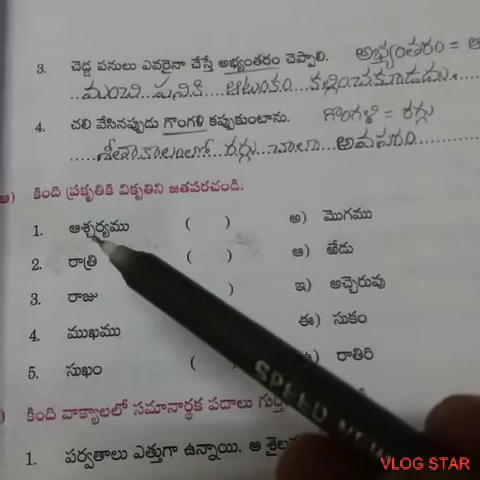 3. చెడ్డ పనులు ఎవరైనా చేస్తే అభ్యంతరం చెప్పాలి. అభ్యంతరం =
మంచి పనికి ఆటంకం కల్పించకూడదు.
4. చలి వేసినప్పుడు గొంగళి కప్పుకుంటాను. గొంగళి = రగ్గు
శీతాకాలంలో రగ్గు చాలా అవసరం.
కింది ప్రకృతికి వికృతిని జతపరచండి.
1. ఆశ్చర్యము ( ) అ) మొగము
2. రాత్రి ( ) ఆ) ఱేడు
3. రాజు ) ఇ) అచ్చెరువు
4. ముఖము ఈ) సుకం
5. సుఖం ( ) రాతిరి
) కింది వాక్యాలలో సమానార్థక పదాలు
1. పర్వతాలు ఎత్తుగా ఉన్నాయి. ఆ
SPEED
VLOG STAR